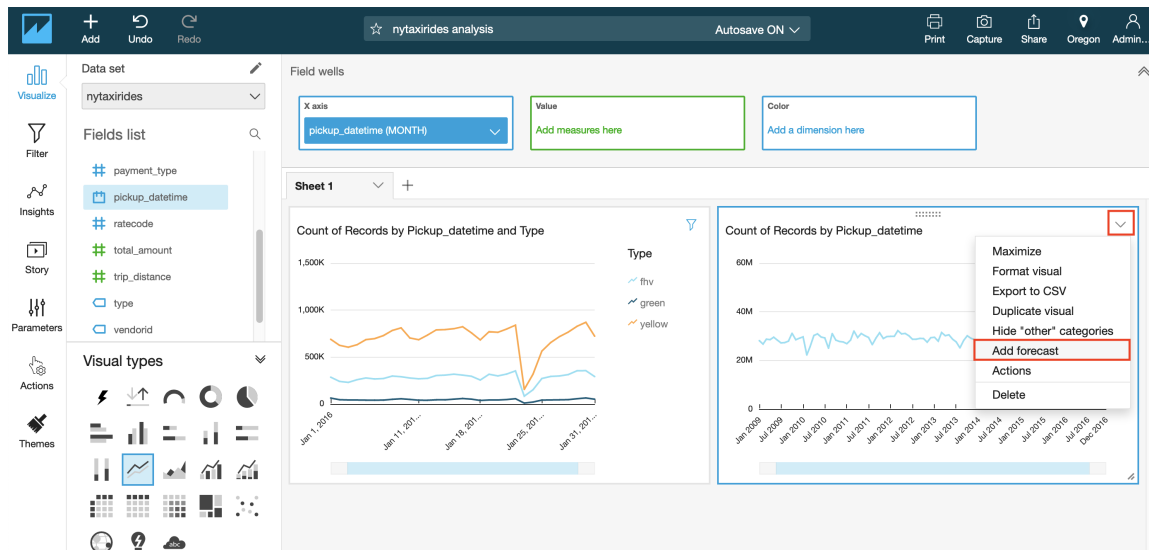 Add
Undo
Redo
nytaxirides analysis
Autosave ON
Print
Capture
Share
Oregon
Admin...
Visualize
Filter
Insights
Story
Parameters
Actions
Themes
Data set
nytaxirides
Fields list
payment_type
pickup_datetime
ratecode
total_amount
trip_distance
type
vendorid
Visual types
abc
Field wells
X axis
pickup_datetime (MONTH)
Value
Add measures here
Color
Add a dimension here
Sheet 1
Count of Records by Pickup_datetime and Type
1,500K
1,000K
500K
0
Jan 1, 2016
Jan 11, 201...
Jan 18, 201...
Jan 25, 201...
Jan 31, 201...
Type
fhv
green
yellow
Count of Records by Pickup_datetime
60M
40M
20M
0
Jan 2009
Jul 2009
Jan 2010
Jul 2010
Jan 2011
Jul 2011
Jan 2012
Jul 2012
Jan 2013
Jul 2013
Jan 2014
Jul 2014
Jan 2015
Jul 2015
Jan 2016
Jul 2016
Dec 2016
Maximize
Format visual
Export to CSV
Duplicate visual
Hide "other" categories
Add forecast
Actions
Delete